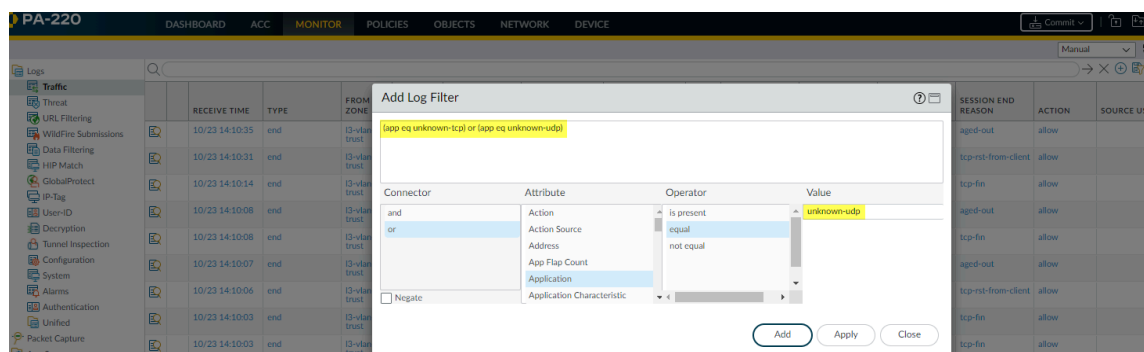 PA-220
DASHBOARD ACC MONITOR POLICIES OBJECTS NETWORK DEVICE Commit
Manual
Logs
Traffic
Threat
URL Filtering
WildFire Submissions
Data Filtering
HIP Match
GlobalProtect
IP-Tag
User-ID
Decryption
Tunnel Inspection
Configuration
System
Alarms
Authentication
Unified
Packet Capture
RECEIVE TIME TYPE FROM ZONE
10/23 14:10:35 end l3-vlan trust
10/23 14:10:31 end l3-vlan trust
10/23 14:10:14 end l3-vlan trust
10/23 14:10:08 end l3-vlan trust
10/23 14:10:08 end l3-vlan trust
10/23 14:10:07 end l3-vlan trust
10/23 14:10:06 end l3-vlan trust
10/23 14:10:03 end l3-vlan trust
10/23 14:10:03 end l3-vlan
Add Log Filter
(app eq unknown-tcp) or (app eq unknown-udp)
Connector Attribute Operator Value
and
or
Negate
Action
Action Source
Address
App Flap Count
Application
Application Characteristic
is present
equal
not equal
unknown-udp
Add Apply Close
SESSION END REASON ACTION
aged-out allow
tcp-rst-from-client allow
tcp-fin allow
aged-out allow
tcp-fin allow
aged-out allow
tcp-rst-from-client allow
tcp-fin allow
tcp-fin allow